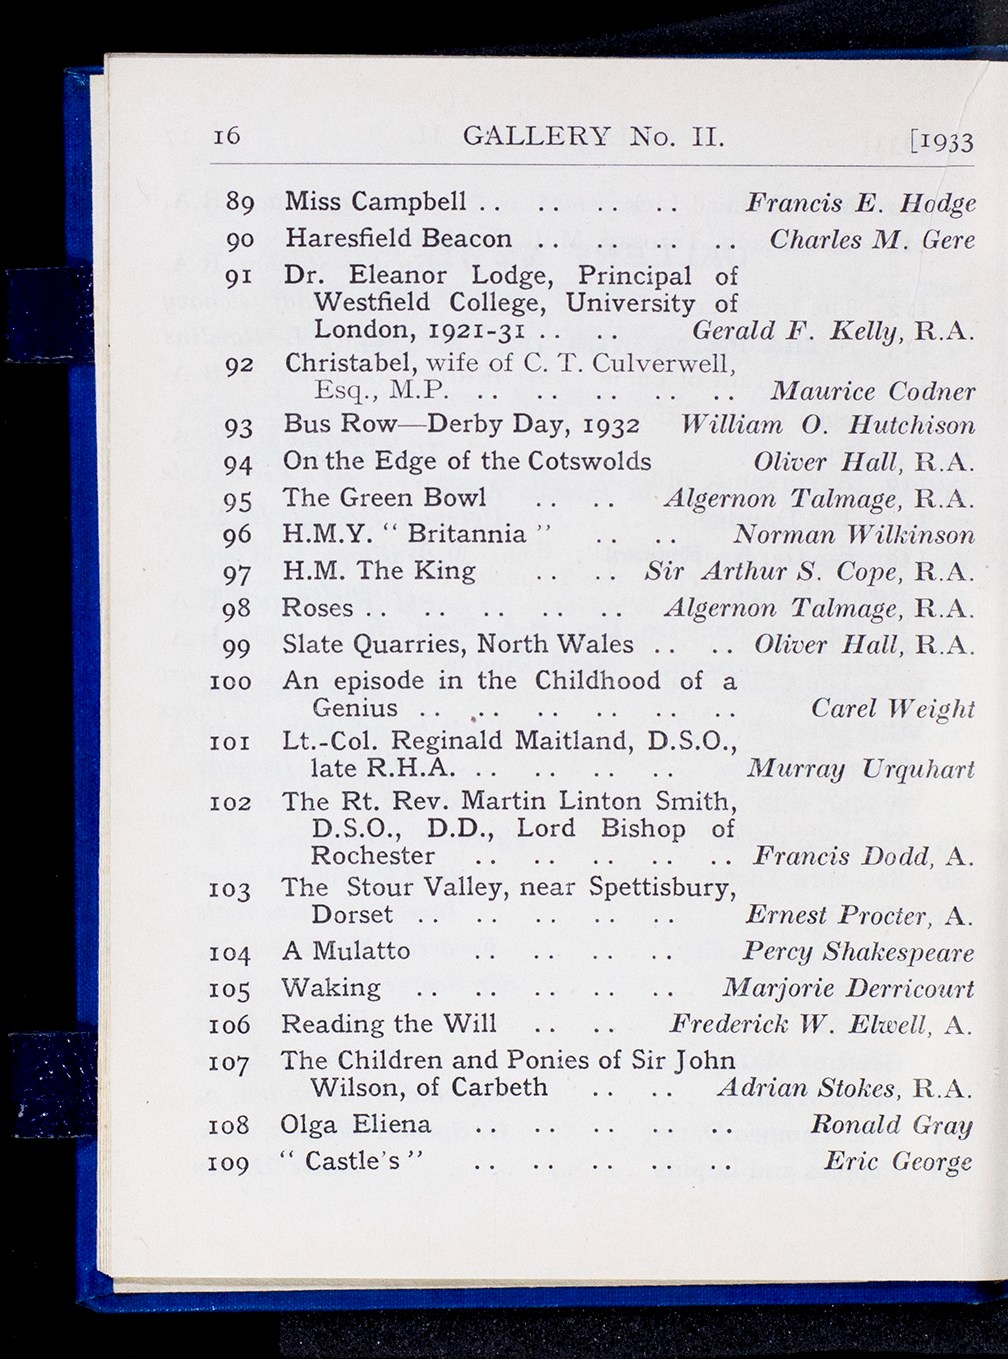 16 GALLERY No. II. [1933
89 Miss Campbell . . . . . . . . Francis E. Hodge
90 Haresfield Beacon . . . . . . . . Charles M. Gere
91 Dr. Eleanor Lodge, Principal of
Westfield College, University of
London, 1921-31 . . . . Gerald F. Kelly, R.A.
92 Christabel, wife of C. T. Culverwell,
Esq., M.P. . . . . . . . . . . Maurice Codner
93 Bus Row—Derby Day, 1932 William O. Hutchison
94 On the Edge of the Cotswolds Oliver Hall, R.A.
95 The Green Bowl . . . . Algernon Talmage, R.A.
96 H.M.Y. “ Britannia ” . . . . Norman Wilkinson
97 H.M. The King . . . . Sir Arthur S. Cope, R.A.
98 Roses . . . . . . . . . . Algernon Talmage, R.A.
99 Slate Quarries, North Wales . . . . Oliver Hall, R.A.
100 An episode in the Childhood of a
Genius . . . . . . . . . . . . Carel Weight
101 Lt.-Col. Reginald Maitland, D.S.O.,
late R.H.A. . . . . . . . . Murray Urquhart
102 The Rt. Rev. Martin Linton Smith,
D.S.O., D.D., Lord Bishop of
Rochester . . . . . . . . . . Francis Dodd, A.
103 The Stour Valley, near Spettisbury,
Dorset . . . . . . . . . . Ernest Procter, A.
104 A Mulatto . . . . . . . . Percy Shakespeare
105 Waking . . . . . . . . . . Marjorie Derricourt
106 Reading the Will . . . . Frederick W. Elwell, A.
107 The Children and Ponies of Sir John
Wilson, of Carbeth . . . . Adrian Stokes, R.A.
108 Olga Eliena . . . . . . . . . . Ronald Gray
109 “ Castle's ” . . . . . . . . . . Eric George